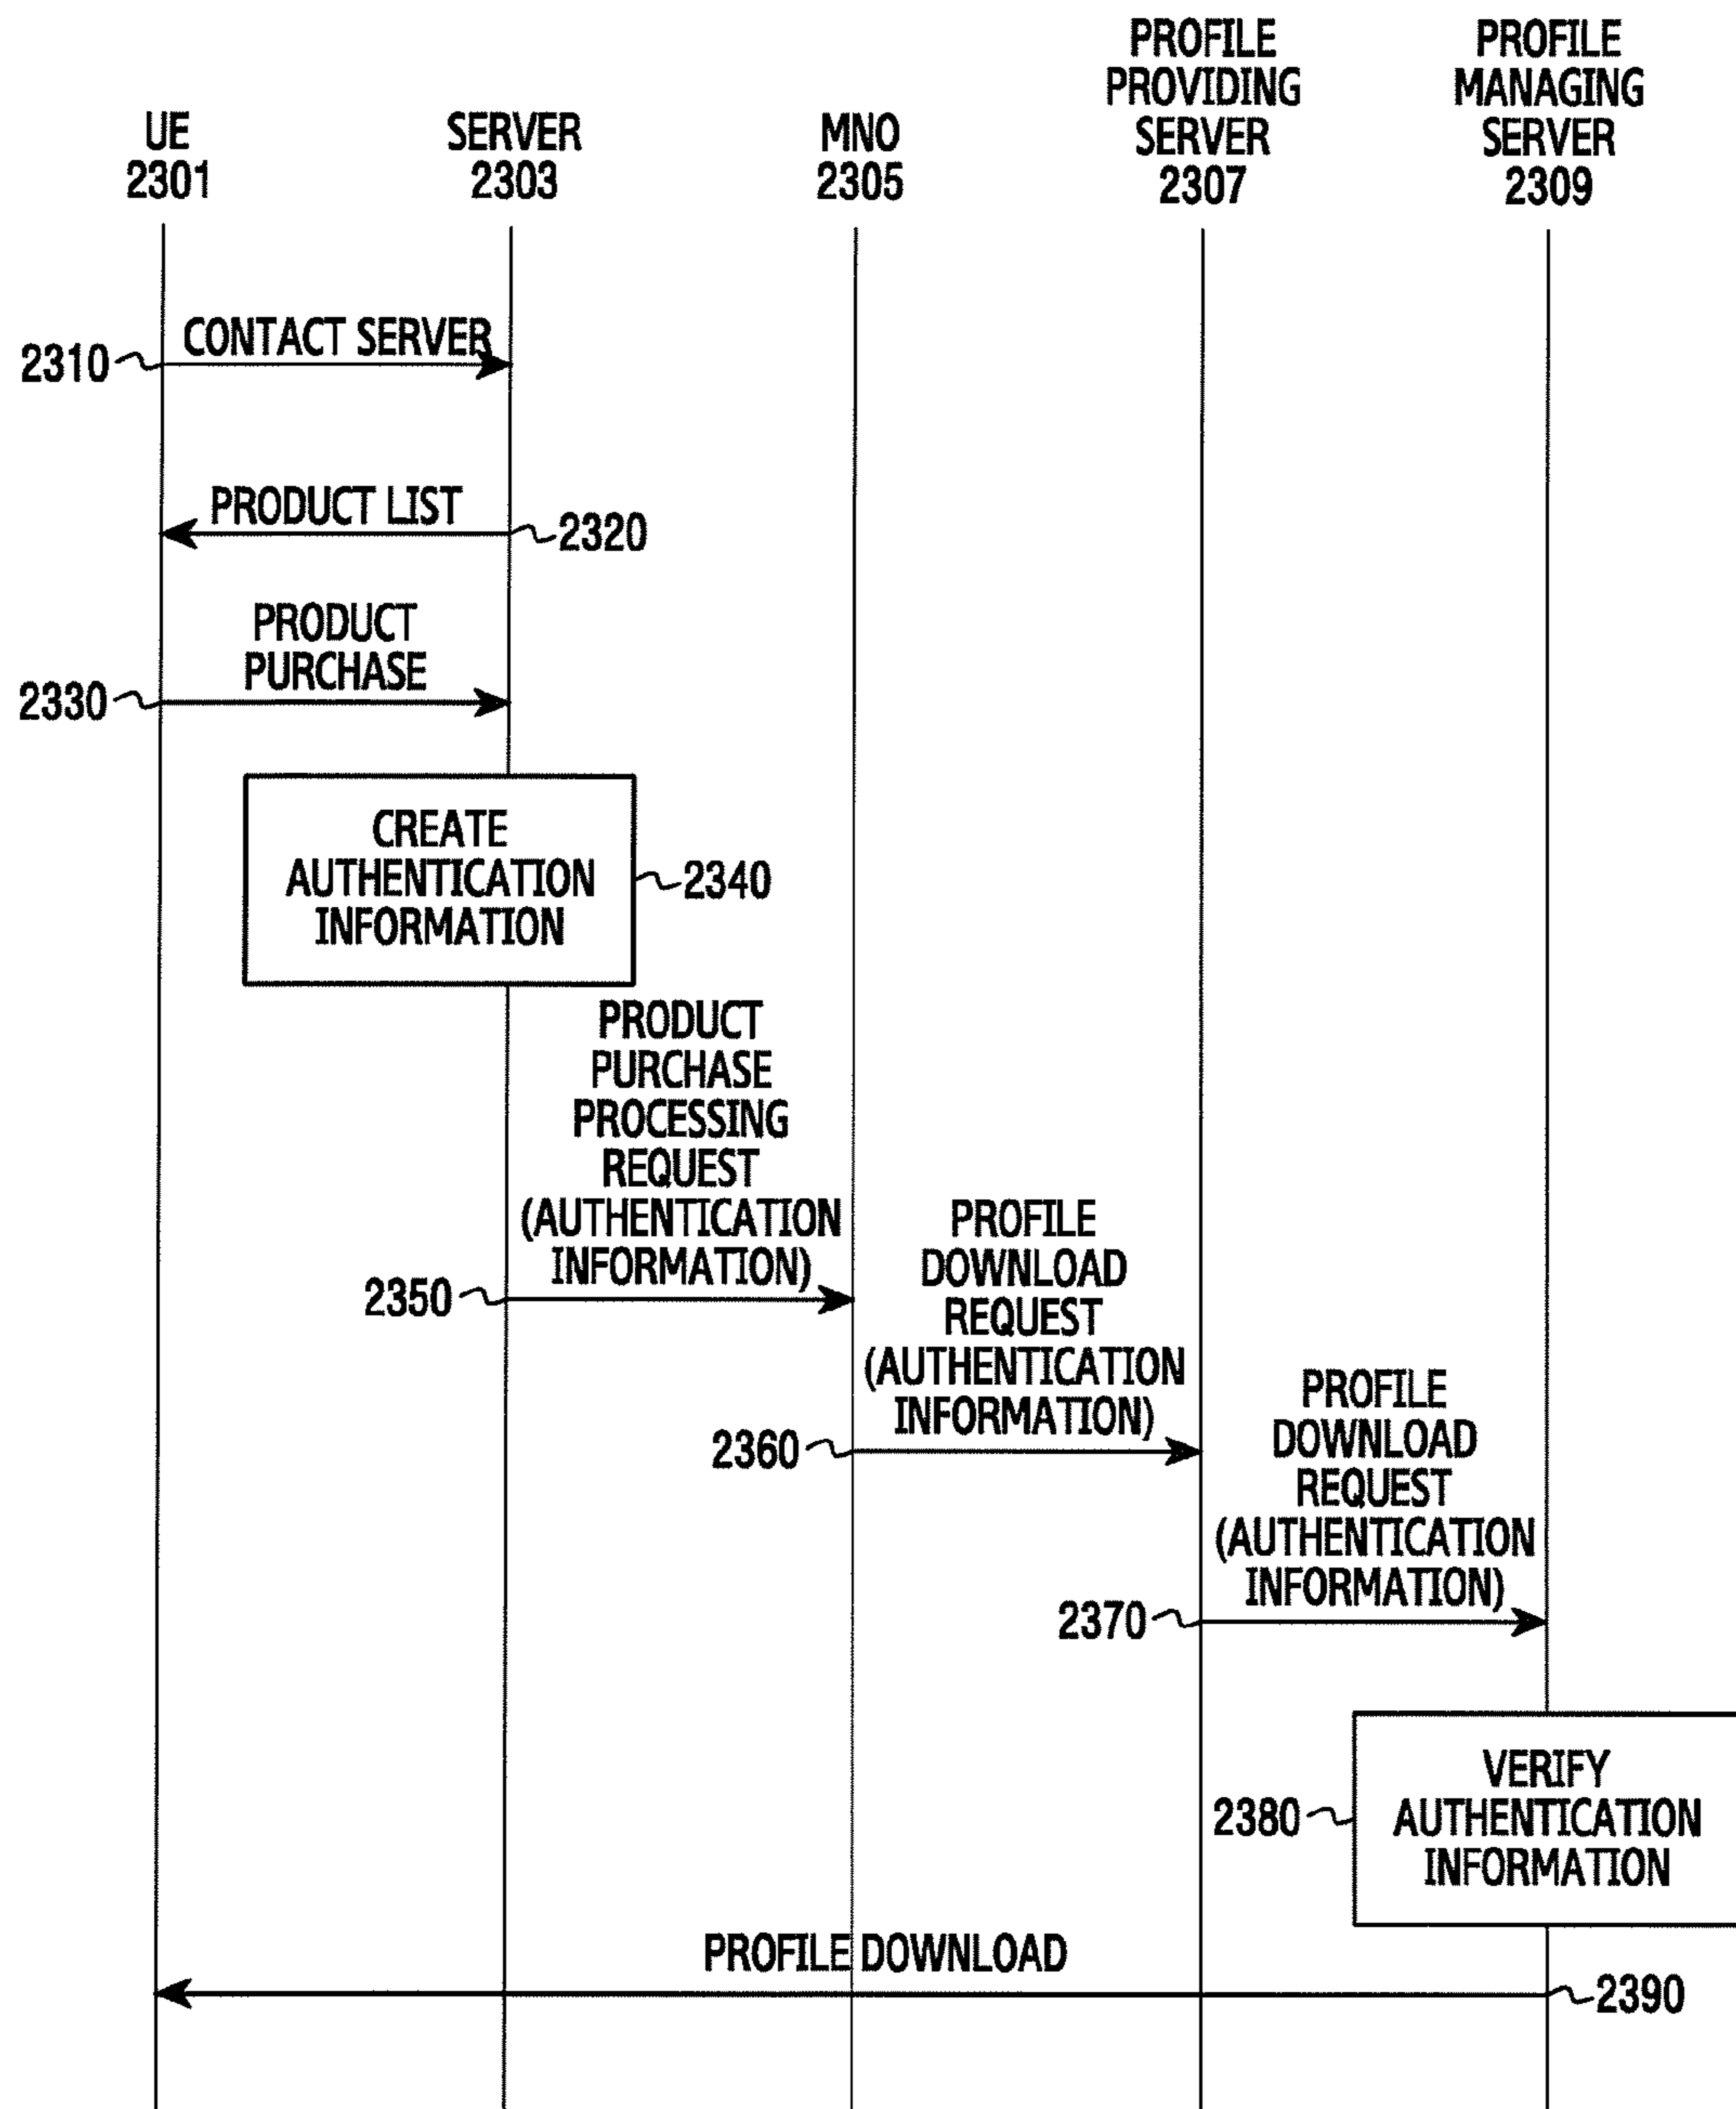 UE
2301
SERVER
2303
MNO
2305
PROFILE
PROVIDING
SERVER
2307
PROFILE
MANAGING
SERVER
2309
CONTACT SERVER
2310
PRODUCT LIST
2320
PRODUCT
PURCHASE
2330
CREATE
AUTHENTICATION
INFORMATION
2340
PRODUCT
PURCHASE
PROCESSING
REQUEST
(AUTHENTICATION
INFORMATION)
2350
PROFILE
DOWNLOAD
REQUEST
(AUTHENTICATION
INFORMATION)
2360
PROFILE
DOWNLOAD
REQUEST
(AUTHENTICATION
INFORMATION)
2370
VERIFY
AUTHENTICATION
INFORMATION
2380
PROFILE DOWNLOAD
2390